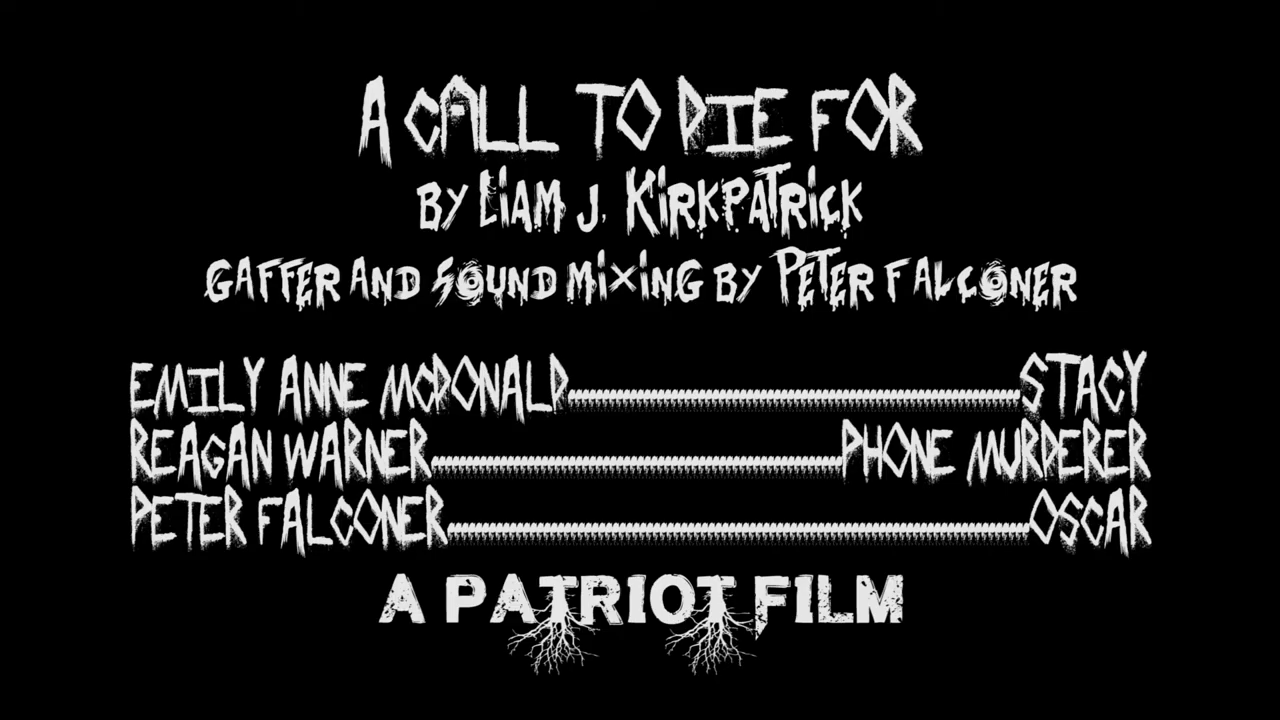 A CALL TO DIE FOR
BY LIAM J. KIRKPATRICK
GAFFER AND SOUND MIXING BY PETER FALCONER
EMILY ANNE MCDONALD STACY
REAGAN WARNER PHONE MURDERER
PETER FALCONER OSCAR
A PATRIOT FILM